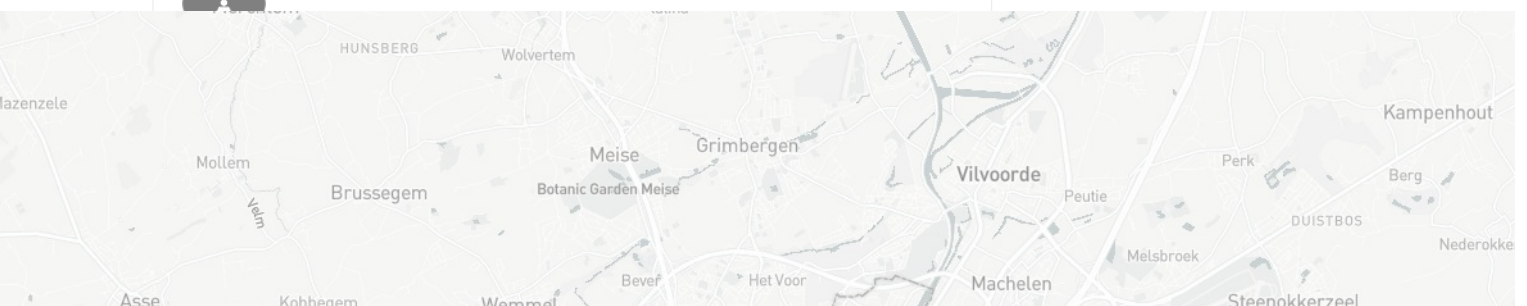 HUNSBERG
Wolvertem
Mazenzele
Kampenhout
Grimbergen
Meise
Mollem
Perk
Vilvoorde
Berg
Botanic Garden Meise
Brussegem
Peutie
Velm
DUISTBOS
Nederokke
Melsbroek
Bever
Het Voor
Machelen
Asse
Kobbegem
Wemmel
Steenokkerzeel